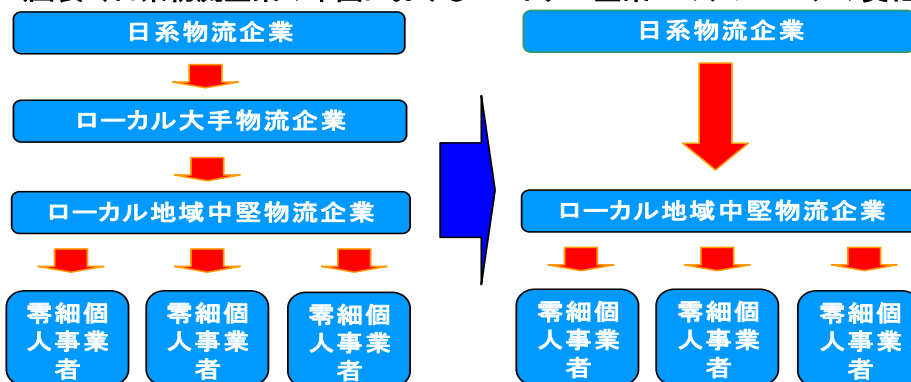 日系物流企業
日系物流企業
ローカル大手物流企業
ローカル地域中堅物流企業
ローカル地域中堅物流企業
零細個
人事業
者
零細個
人事業
者
零細個
人事業
者
零細個
人事業
者
零細個
人事業
者
零細個
人事業
者